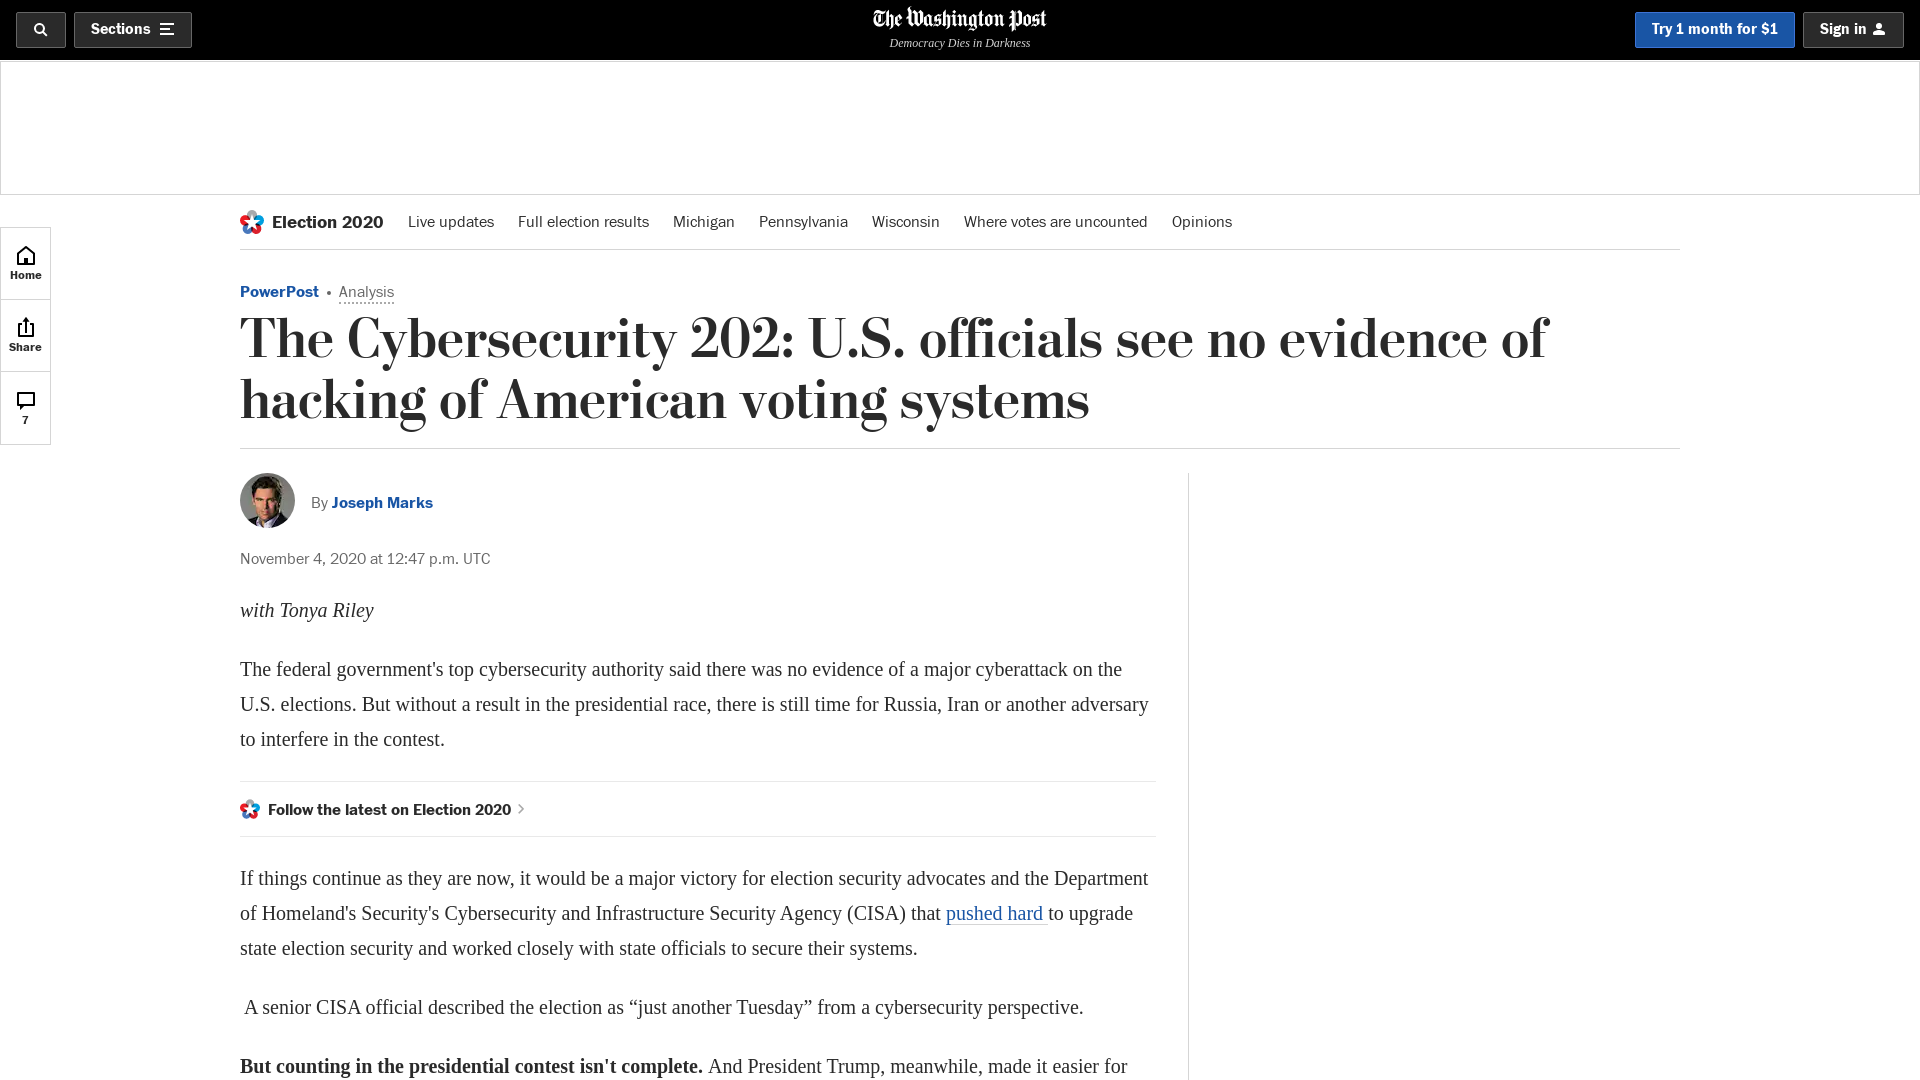 Sections
The Washington Post
Democracy Dies in Darkness
Try 1 month for $1
Sign in
Home
Share
7
Election 2020 Live updates Full election results Michigan Pennsylvania Wisconsin Where votes are uncounted Opinions
PowerPost • Analysis
The Cybersecurity 202: U.S. officials see no evidence of
hacking of American voting systems
By Joseph Marks
November 4, 2020 at 12:47 p.m. UTC
with Tonya Riley
The federal government's top cybersecurity authority said there was no evidence of a major cyberattack on the
U.S. elections. But without a result in the presidential race, there is still time for Russia, Iran or another adversary
to interfere in the contest.
Follow the latest on Election 2020
If things continue as they are now, it would be a major victory for election security advocates and the Department
of Homeland's Security's Cybersecurity and Infrastructure Security Agency (CISA) that pushed hard to upgrade
state election security and worked closely with state officials to secure their systems.
A senior CISA official described the election as “just another Tuesday” from a cybersecurity perspective.
But counting in the presidential contest isn't complete. And President Trump, meanwhile, made it easier for